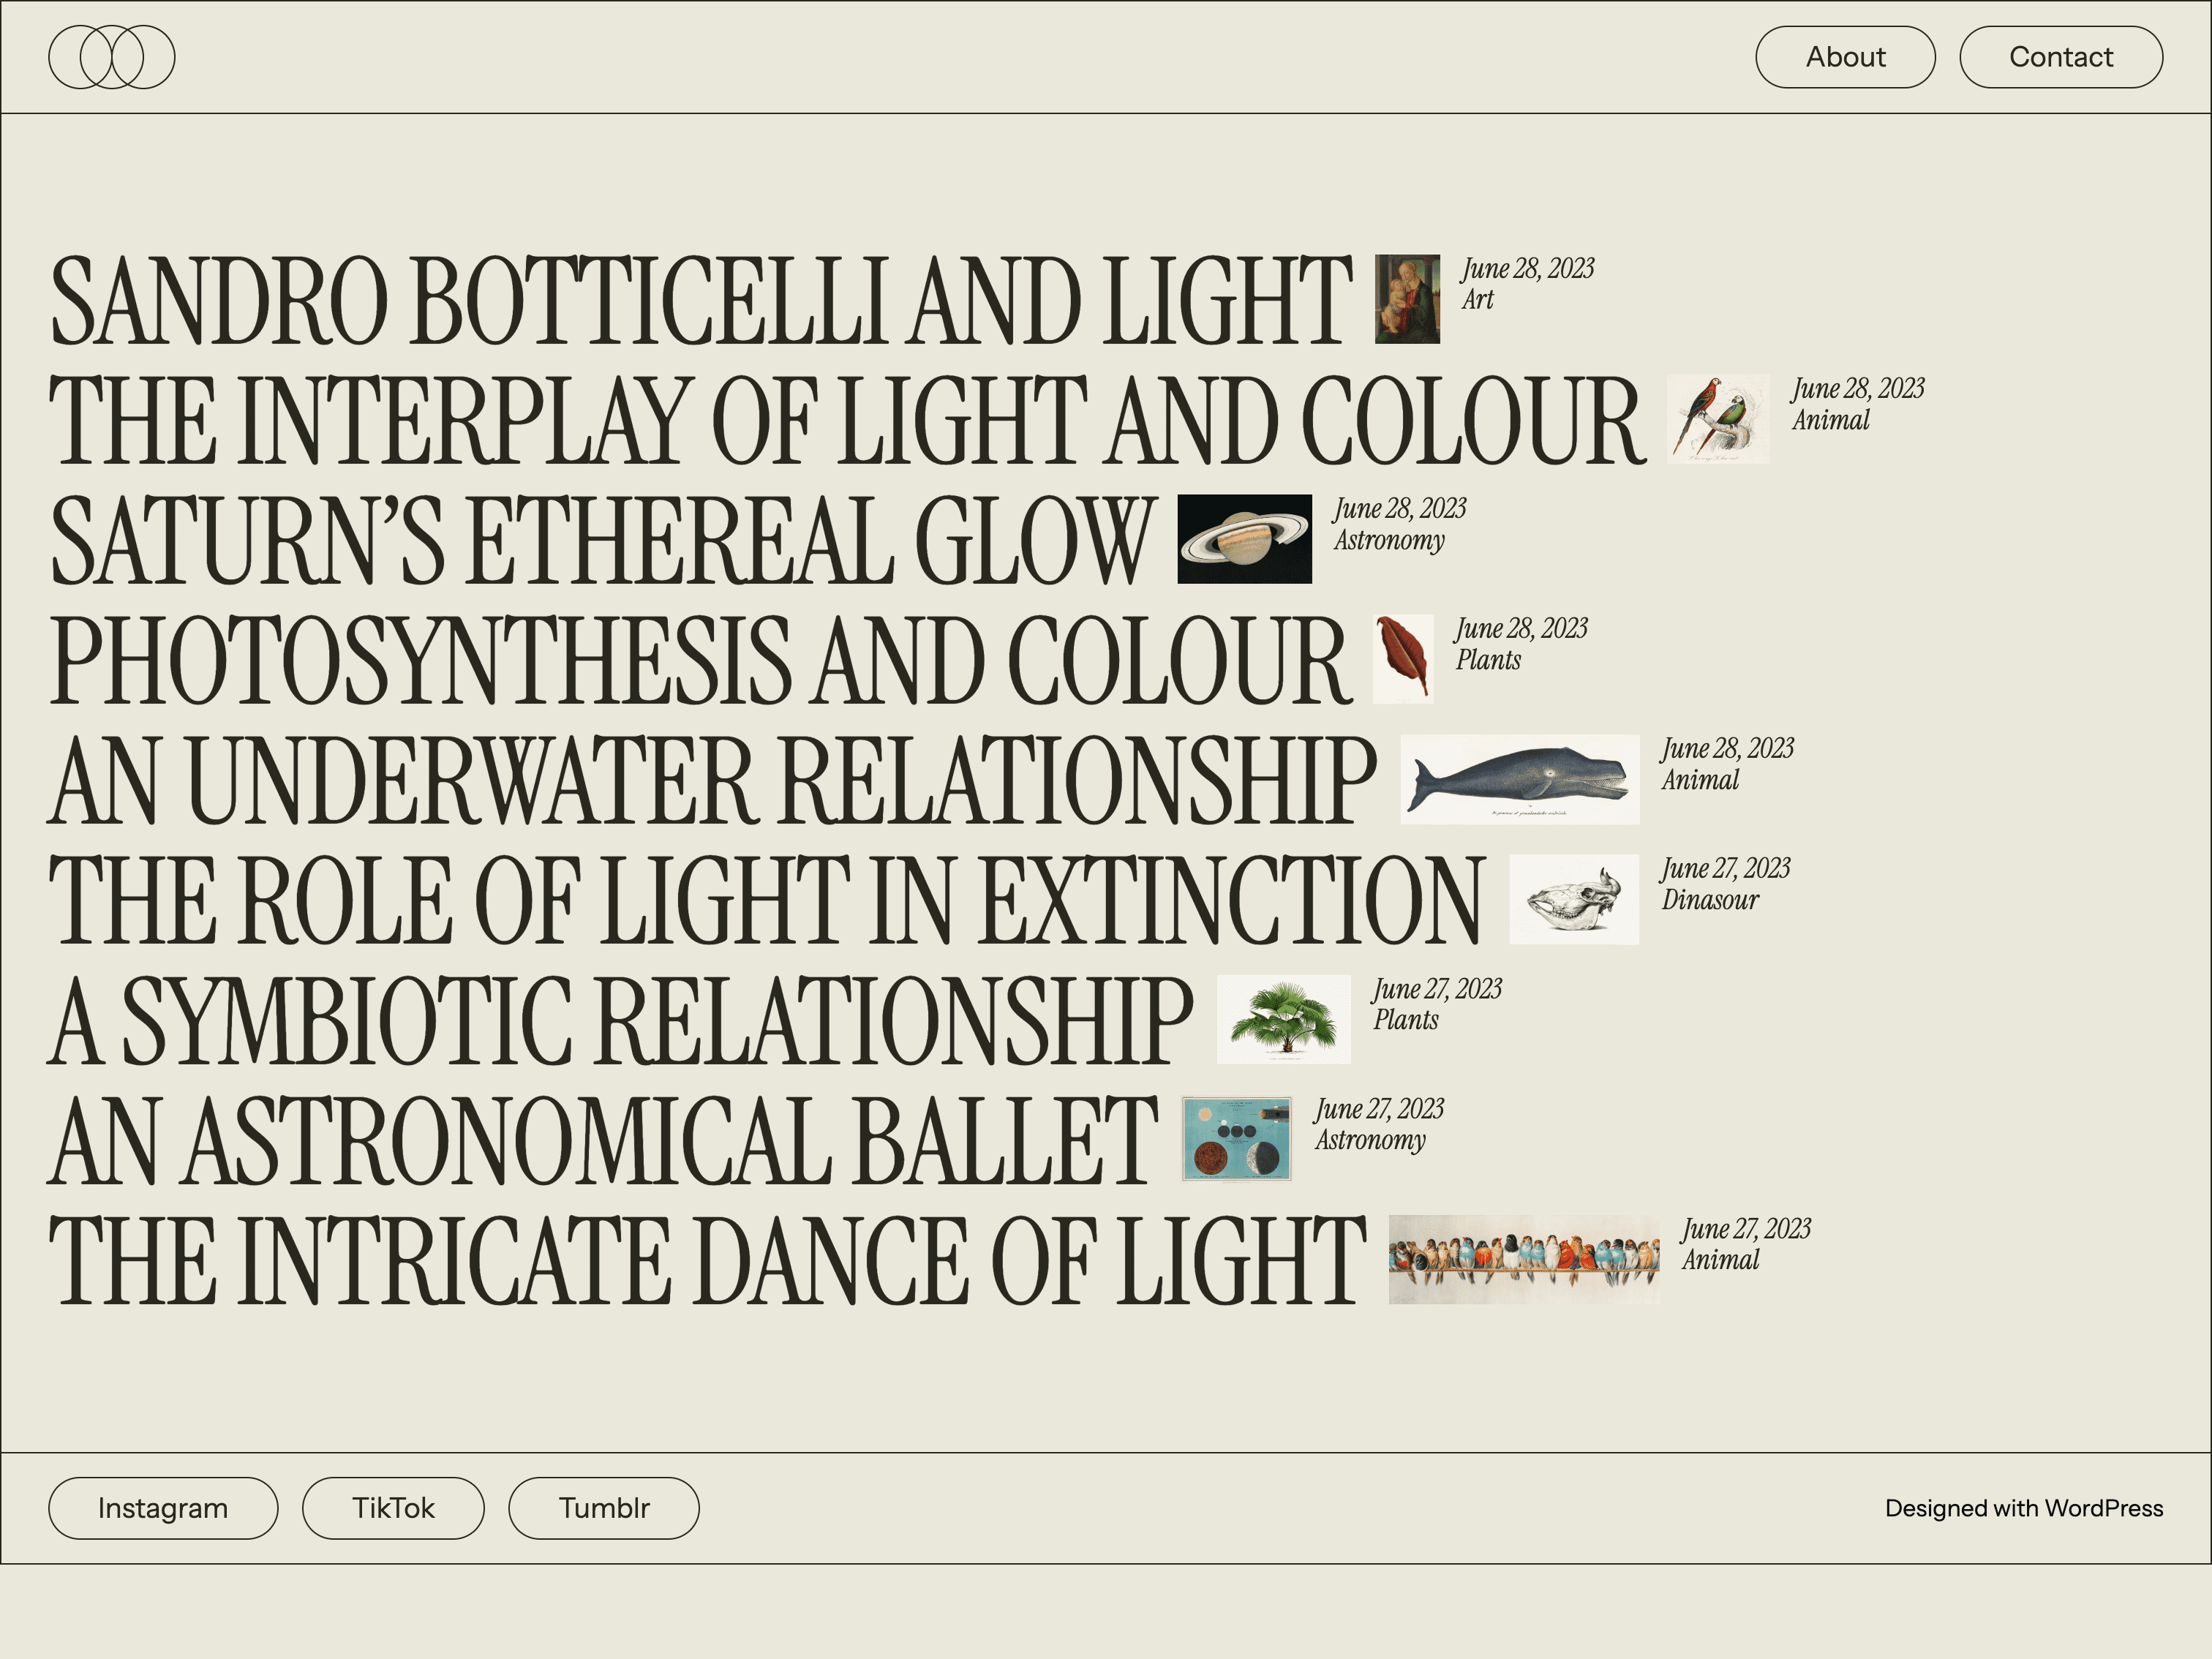 About
Contact
SANDRO BOTTICELLI AND LIGHT
June 28, 2023
Art
THE INTERPLAY OF LIGHT AND COLOUR
June 28, 2023
Animal
SATURN’S ETHEREAL GLOW
June 28, 2023
Astronomy
PHOTOSYNTHESIS AND COLOUR
June 28, 2023
Plants
AN UNDERWATER RELATIONSHIP
June 28, 2023
Animal
THE ROLE OF LIGHT IN EXTINCTION
June 27, 2023
Dinasour
A SYMBIOTIC RELATIONSHIP
June 27, 2023
Plants
AN ASTRONOMICAL BALLET
June 27, 2023
Astronomy
THE INTRICATE DANCE OF LIGHT
June 27, 2023
Animal
Instagram
TikTok
Tumblr
Designed with WordPress